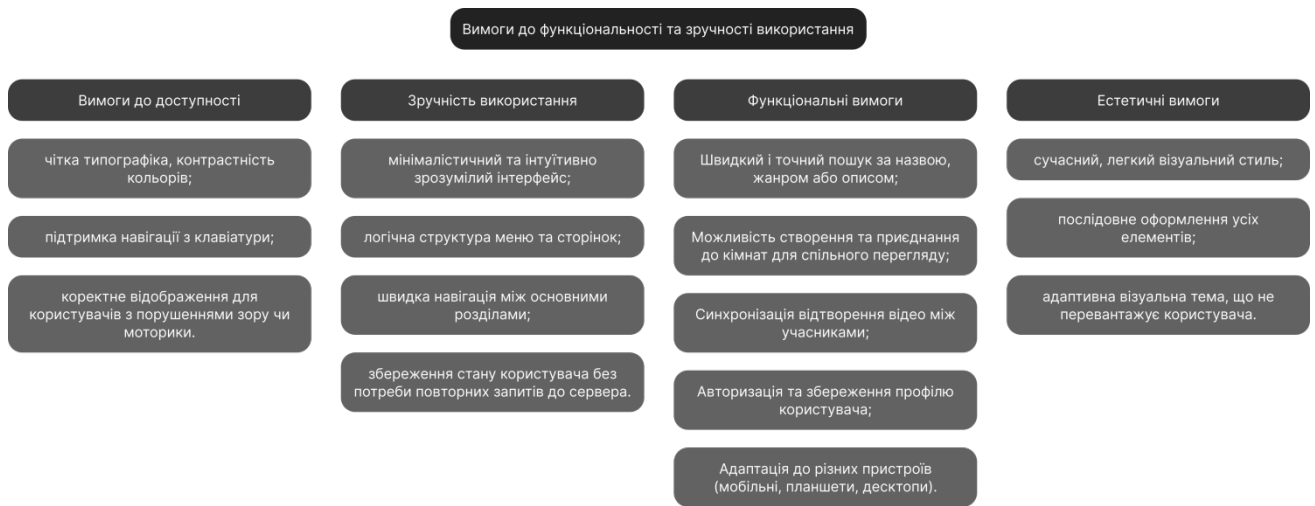 Вимоги до функціональності та зручності використання
Вимоги до доступності
чітка типографіка, контрастність
кольорів;
підтримка навігації з клавіатури;
коректне відображення для
користувачів з порушеннями зору чи
моторики.
Зручність використання
мінімалістичний та інтуїтивно
зрозумілий інтерфейс;
логічна структура меню та сторінок;
швидка навігація між основними
розділами;
збереження стану користувача без
потреби повторних запитів до сервера.
Функціональні вимоги
Швидкий і точний пошук за назвою,
жанром або описом;
Можливість створення та приєднання
до кімнат для спільного перегляду;
Синхронізація відтворення відео між
учасниками;
Авторизація та збереження профілю
користувача;
Адаптація до різних пристроїв
(мобільні, планшети, десктопи).
Естетичні вимоги
сучасний, легкий візуальний стиль;
послідовне оформлення усіх
елементів;
адаптивна візуальна тема, що не
перевантажує користувача.